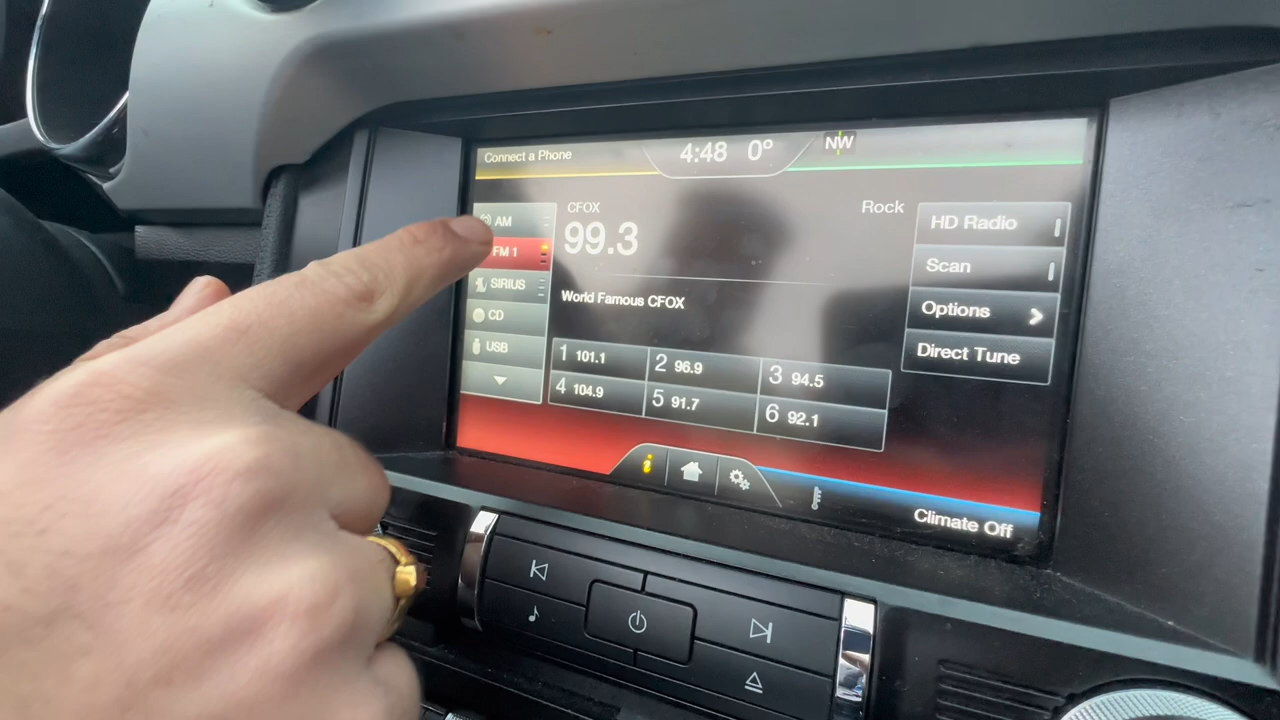 Connect a Phone
4:48 0°
NW
AM
FM 1
SIRIUS
CD
USB
CFOX
99.3
Rock
World Famous CFOX
1 101.1
2 96.9
3 94.5
4 104.9
5 91.7
6 92.1
HD Radio
Scan
Options
Direct Tune
i
Climate Off